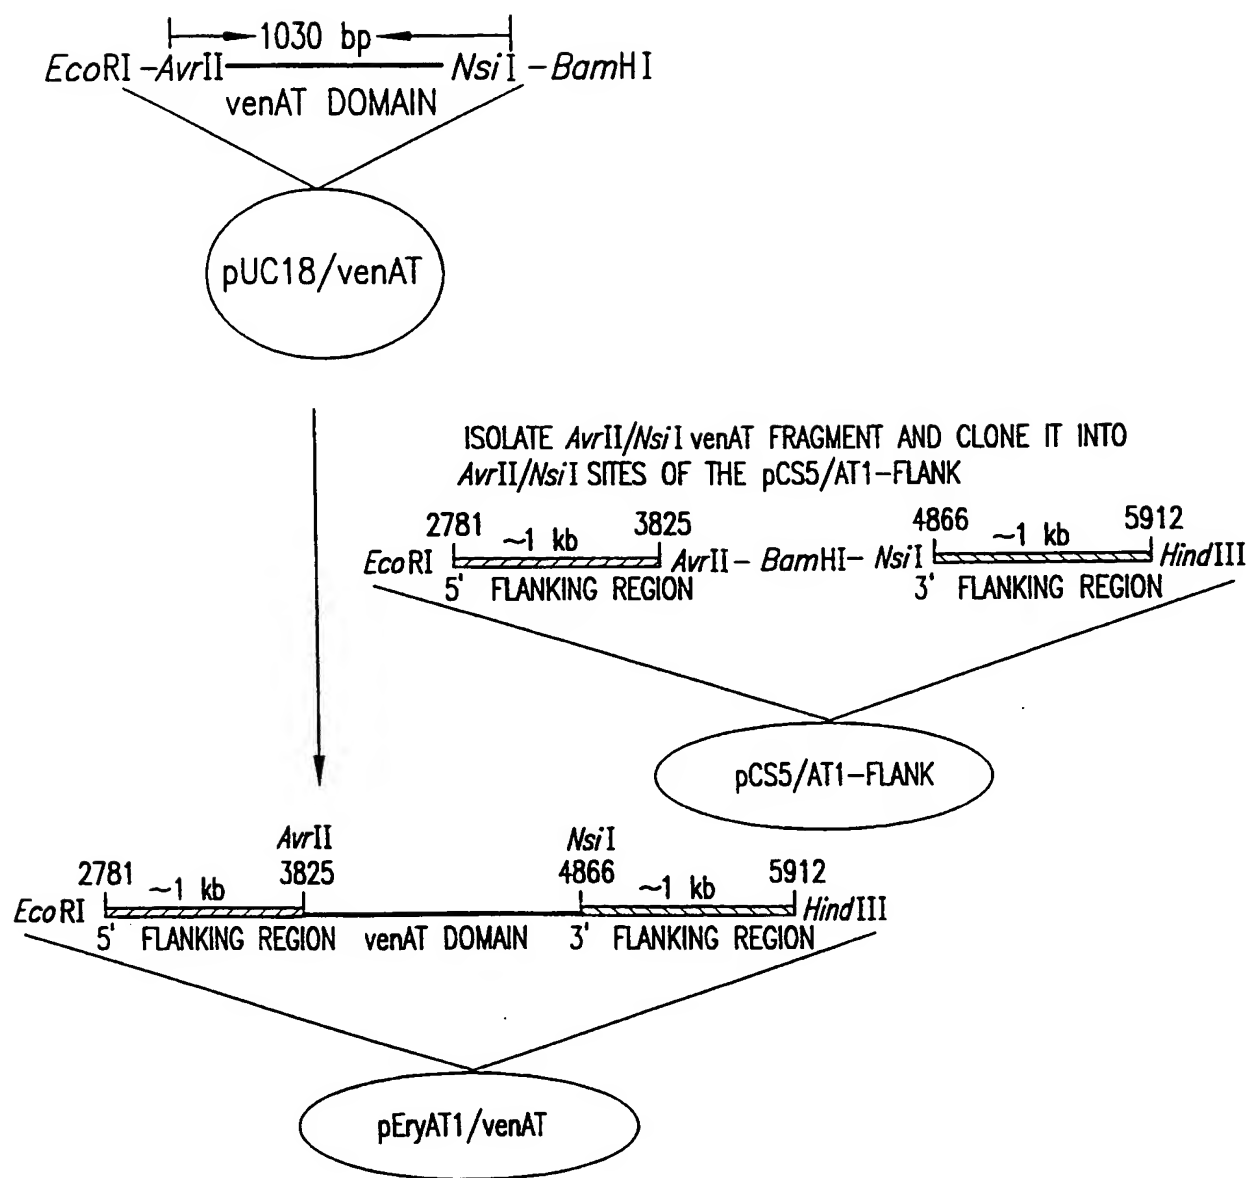 1030 bp
EcoRI-AvrII NsiI-BamHI
venAT DOMAIN
pUC18/venAT
ISOLATE AvrII/NsiI venAT FRAGMENT AND CLONE IT INTO
AvrII/NsiI SITES OF THE pCS5/AT1-FLANK
2781 ~1 kb 3825 4866 ~1 kb 5912
EcoRI AvrII- BamHI- NsiI HindIII
5' FLANKING REGION 3' FLANKING REGION
pCS5/AT1-FLANK
AvrII NsiI
2781 ~1 kb 3825 4866 ~1 kb 5912
EcoRI HindIII
5' FLANKING REGION venAT DOMAIN 3' FLANKING REGION
pEryAT1/venAT